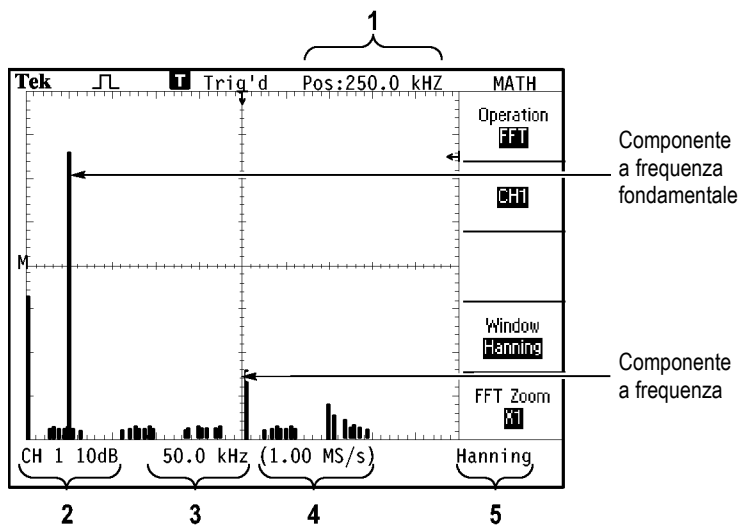 1
Tek T Trig'd Pos:250.0 kHZ MATH
Operation
FFT
CH1
Componente
a frequenza
fondamentale
M
Window
Hanning
Componente
a frequenza
FFT Zoom
X1
CH 1 10dB 50.0 kHz (1.00 MS/s) Hanning
2 3 4 5